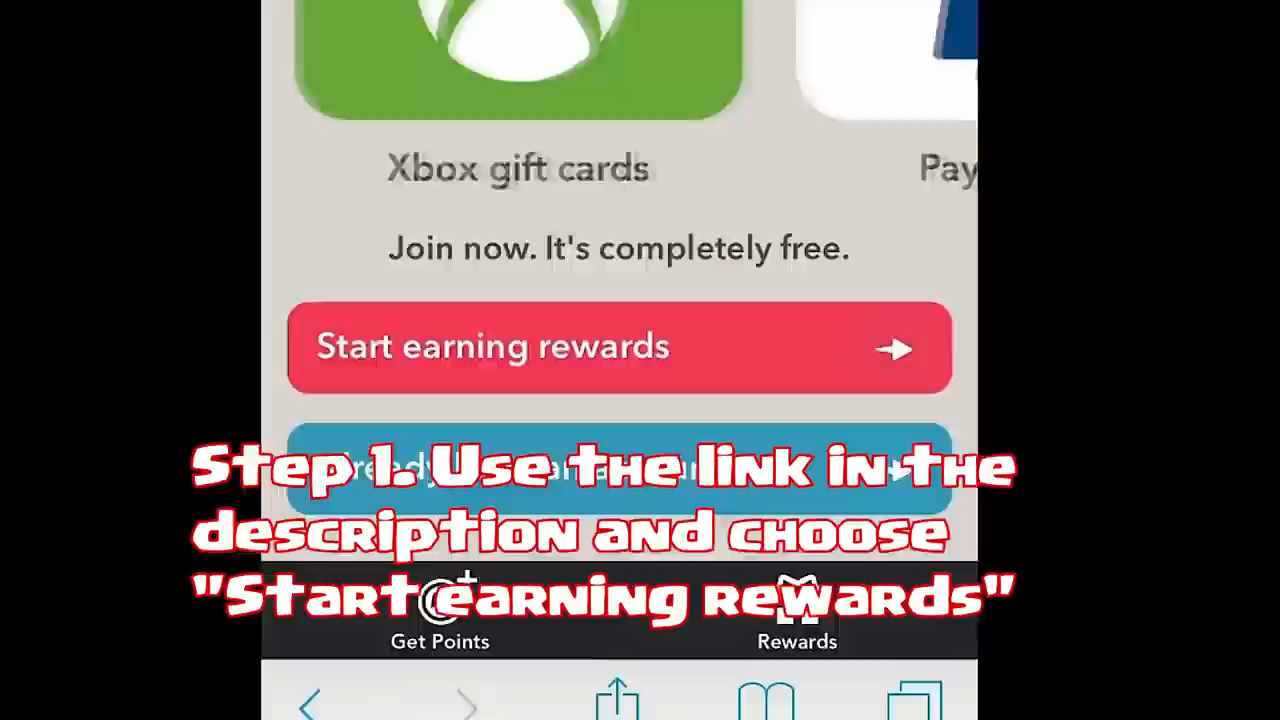 Xbox gift cards
Pay
Join now. It's completely free.
Start earning rewards
Step 1. Use the link in the
description and choose
"Start earning rewards"
Get Points
Rewards